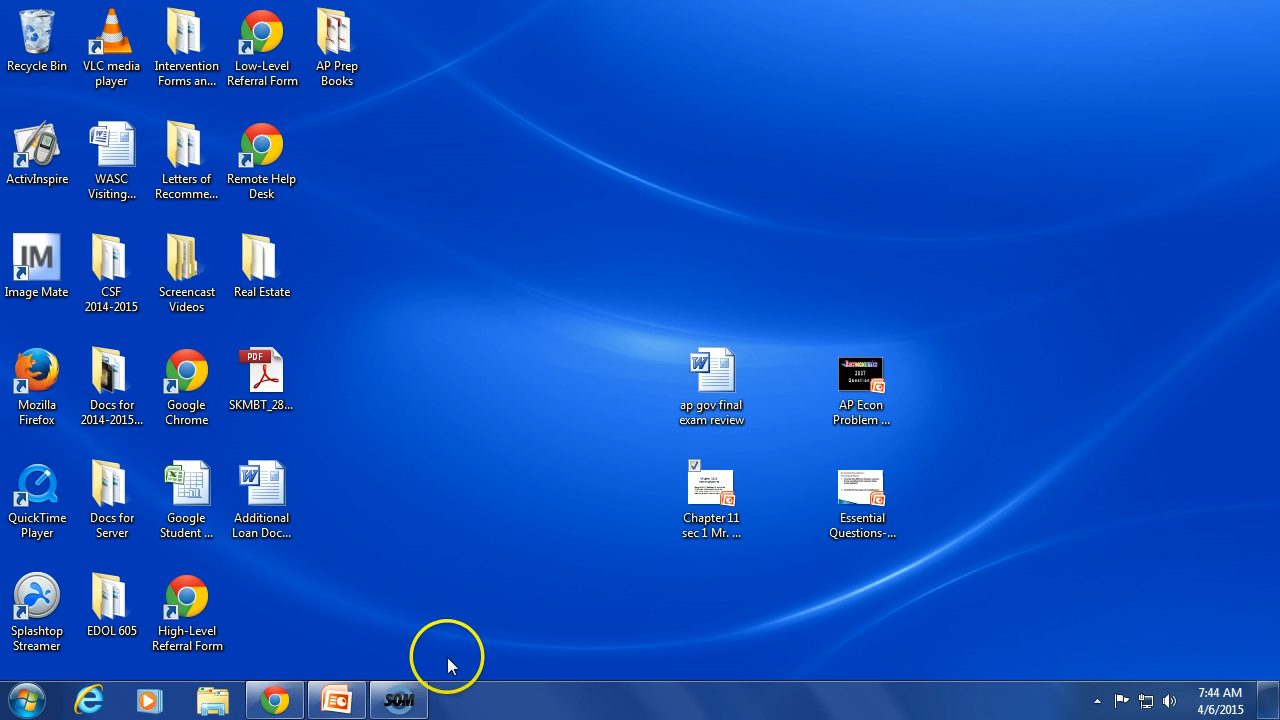 Recycle Bin
VLC media
player
Intervention
Forms an...
Low-Level
Referral Form
AP Prep
Books
ActivInspire
WASC
Visiting...
Letters of
Recomme...
Remote Help
Desk
IM
Image Mate
CSF
2014-2015
Screencast
Videos
Real Estate
Mozilla
Firefox
Docs for
2014-2015...
Google
Chrome
PDF
SKMBT_28...
ap gov final
exam review
2007
AP Econ
Problem ...
QuickTime
Player
Docs for
Server
Google
Student ...
Additional
Loan Doc...
Chapter 11
sec 1 Mr. ...
Essential
Questions-...
Splashtop
Streamer
EDOL 605
High-Level
Referral Form
SOM
7:44 AM
4/6/2015